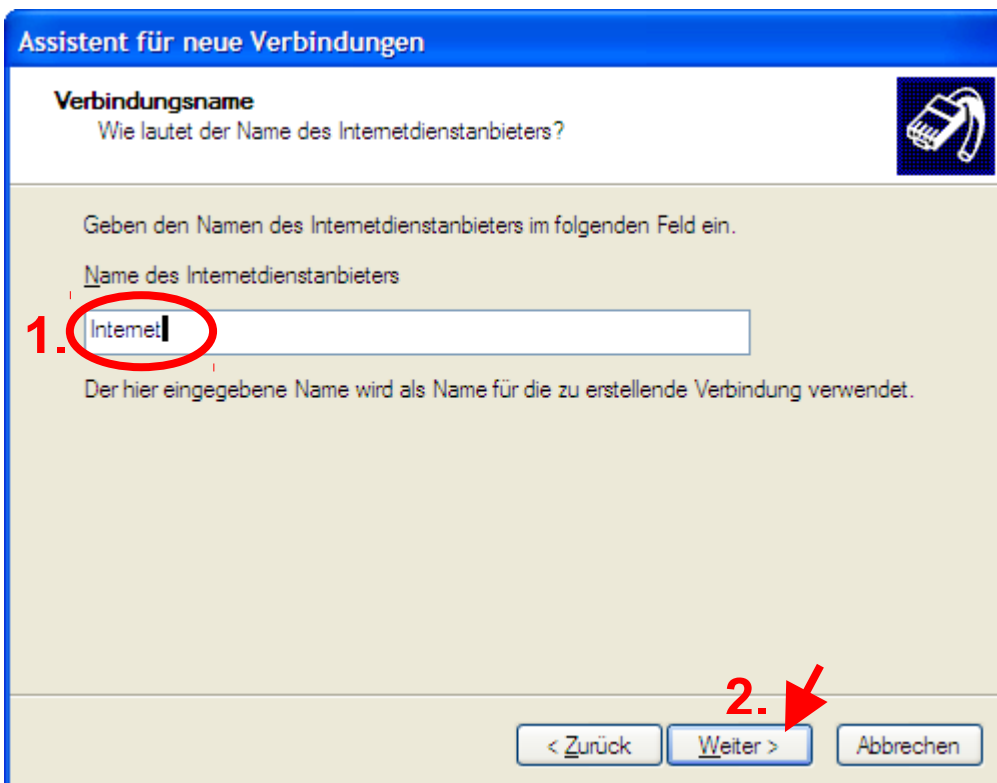 Assistent für neue Verbindungen
Verbindungsname
Wie lautet der Name des Internetdienstanbieters?
Geben den Namen des Internetdienstanbieters im folgenden Feld ein.
Name des Internetdienstanbieters
1. Internet
Der hier eingegebene Name wird als Name für die zu erstellende Verbindung verwendet.
2.
< Zurück Weiter > Abbrechen